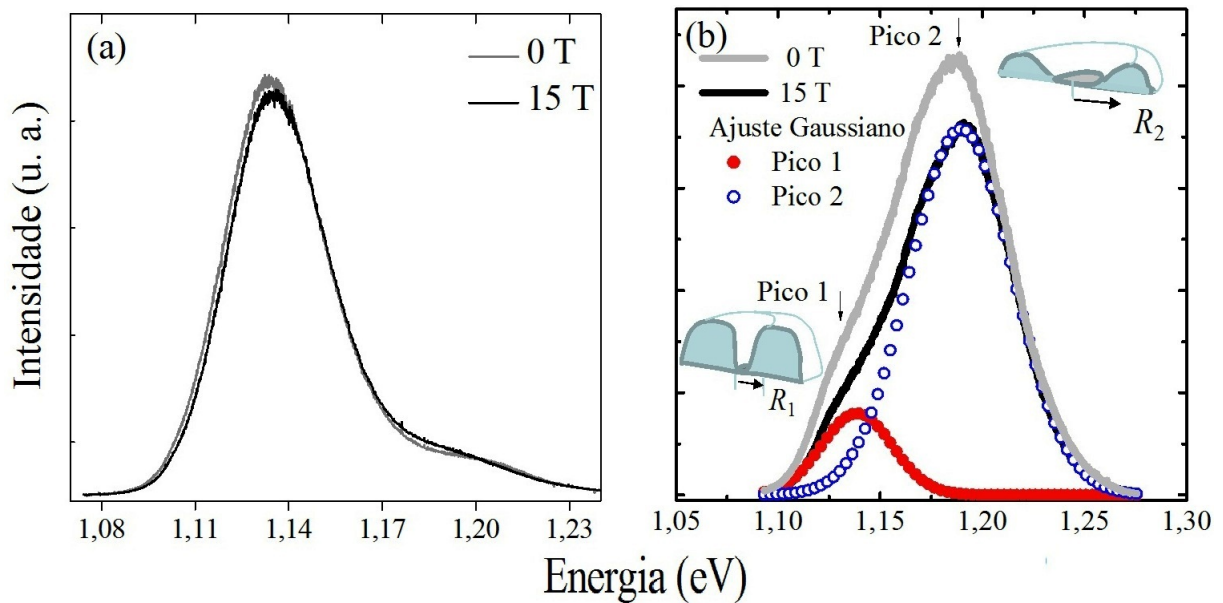 (a)
0 T
15 T
Intensidade (u. a.)
1,08 1,11 1,14 1,17 1,20 1,23
(b)
Pico 2
0 T
15 T
Ajuste Gaussiano
Pico 1
Pico 2
R2
Pico 1
R1
1,05 1,10 1,15 1,20 1,25 1,30
Energia (eV)